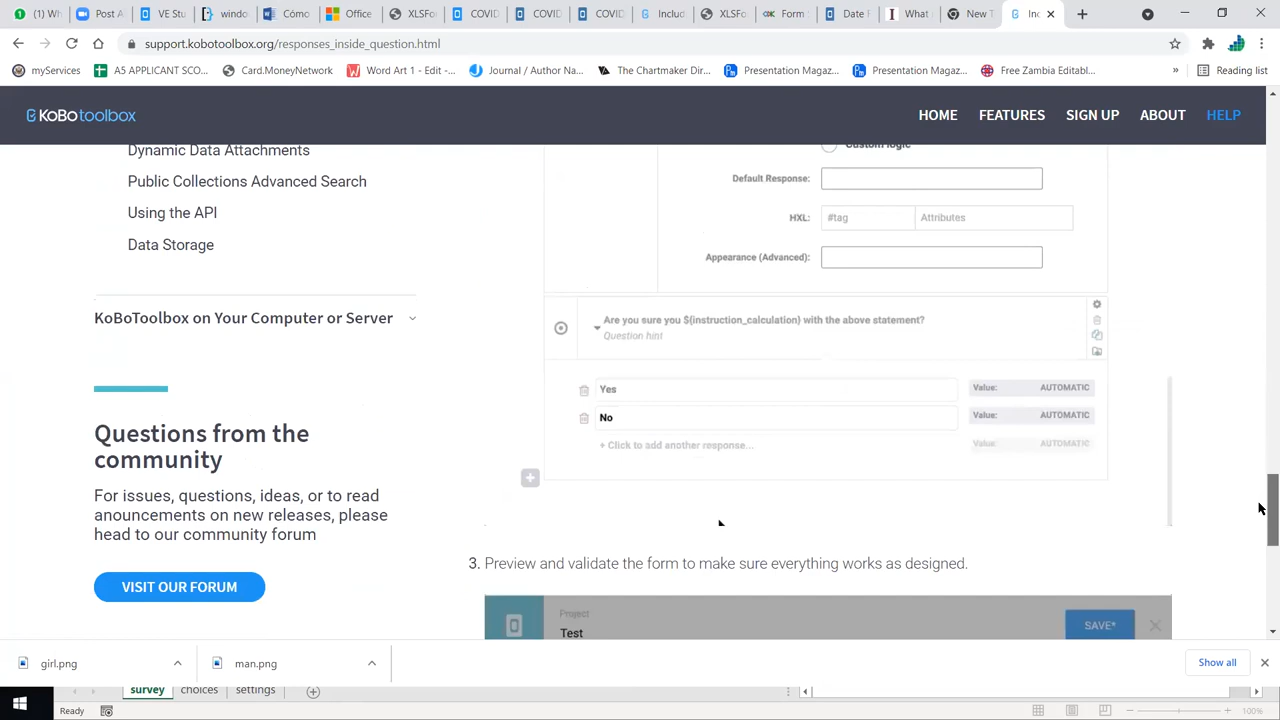 (1) Wh
VE Stu
windo
Cómo
Office
XLSFo
COVID
COVID
COVID
Includ
XLSFo
Form
Date F
What
New T
Inc
support.kobotoolbox.org/responses_inside_question.html
myServices
A5 APPLICANT SCO...
Card.MoneyNetwork
Word Art 1 - Edit -...
Journal / Author Na...
The Chartmaker Dir...
Presentation Magaz...
Presentation Magaz...
Free Zambia Editabl...
»
Reading list
KoBotoolbox
HOME
FEATURES
SIGN UP
ABOUT
HELP
Dynamic Data Attachments
Public Collections Advanced Search
Using the API
Data Storage
KoBoToolbox on Your Computer or Server
Questions from the
community
For issues, questions, ideas, or to read
anouncements on new releases, please
head to our community forum
VISIT OUR FORUM
Custom logic
Default Response:
HXL:
#tag
Attributes
Appearance (Advanced):
Are you sure you ${instruction_calculation} with the above statement?
Question hint
Yes
Value: AUTOMATIC
No
Value: AUTOMATIC
+ Click to add another response...
Value: AUTOMATIC
3. Preview and validate the form to make sure everything works as designed.
Project
Test
SAVE*
girl.png
man.png
Show all
survey
choices
settings
Ready
100%